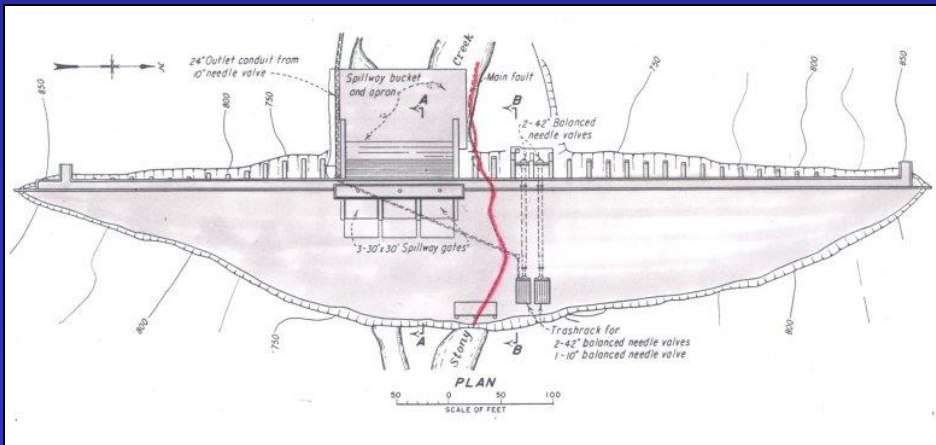 N
24" Outlet conduit from
10" needle valve
Spillway bucket
and apron
Creek
Main fault
A
B
2-42" Balanced
needle valves
850
800
750
750
800
850
3-30'x30' Spillway gates
800
750
A
Stony
B
Trashrack for
2-42" balanced needle valves
1-10" balanced needle valve
750
800
PLAN
50 0 50 100
SCALE OF FEET